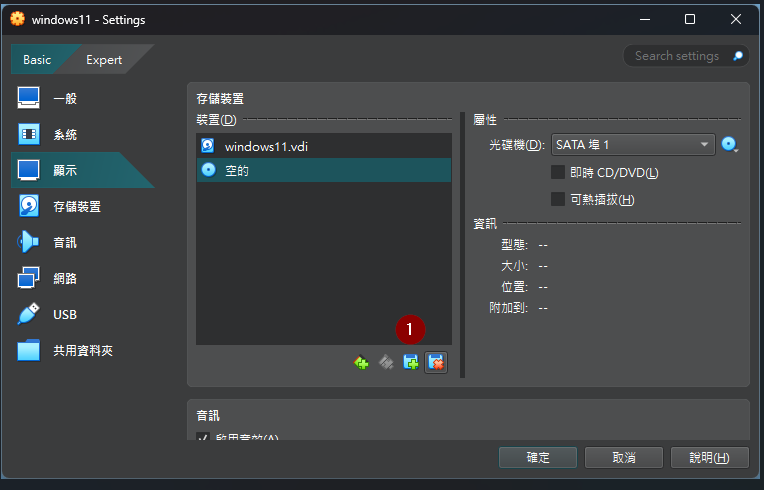 windows11 - Settings
Basic
Expert
Search settings
一般
系統
顯示
存儲裝置
音訊
網路
USB
共用資料夾
存儲裝置
裝置(D)
windows11.vdi
空的
1
屬性
光碟機(D): SATA 埠 1
即時 CD/DVD(L)
可熱插拔(H)
資訊
型態: --
大小: --
位置: --
附加到: --
音訊
啟用音效(A)
確定
取消
說明(H)